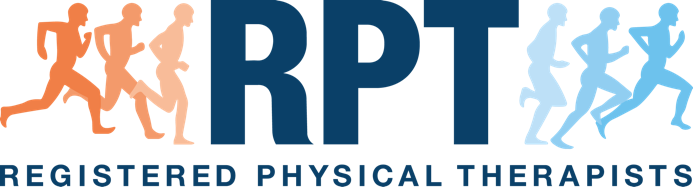 RPT
REGISTERED PHYSICAL THERAPISTS